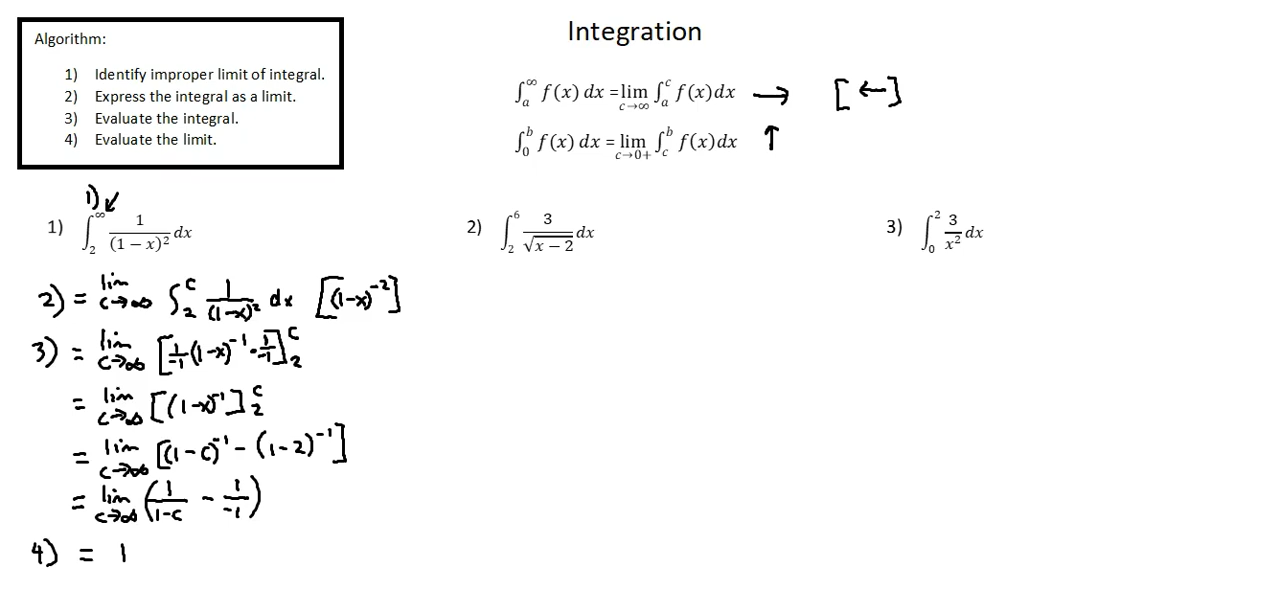 Integration
Algorithm:
1) Identify improper limit of integral.
2) Express the integral as a limit.
3) Evaluate the integral.
4) Evaluate the limit.
∫_a^∞ f(x) dx = lim_{c→∞} ∫_a^c f(x)dx → [←]
∫_0^b f(x) dx = lim_{c→0+} ∫_c^b f(x)dx ↑
1)↙
1) ∫_2^∞ 1/(1 − x)² dx
2) = lim_{c→∞} ∫_2^c 1/(1-x)² dx [(1-x)^-2]
3) = lim_{c→∞} [1/-1 (1-x)^-1 · 1/-1]_2^c
= lim_{c→∞} [(1-x)^-1]_2^c
= lim_{c→∞} [(1-c)^-1 - (1-2)^-1]
= lim_{c→∞} (1/(1-c) - 1/-1)
4) = 1
2) ∫_2^6 3/√(x − 2) dx
3) ∫_0^2 3/x² dx